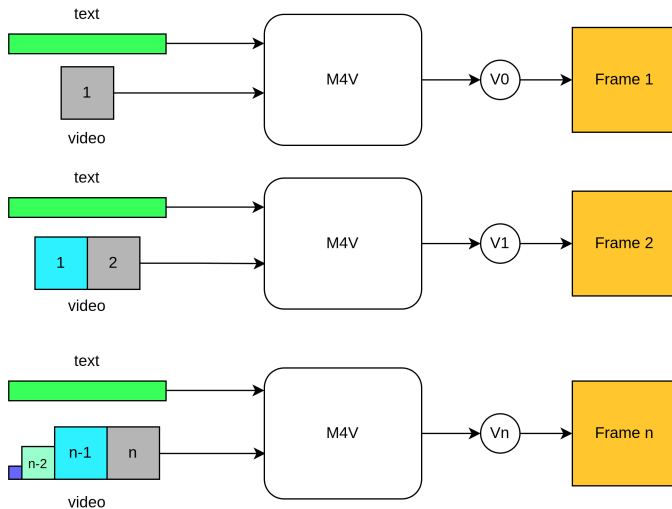 text
1
M4V
V0
Frame 1
video
text
1 2
M4V
V1
Frame 2
video
text
n-2 n-1 n
M4V
Vn
Frame n
video